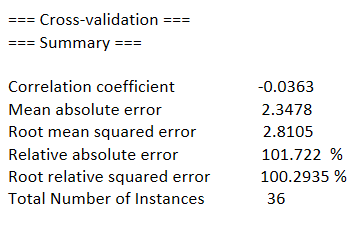 === Cross-validation ===
=== Summary ===
Correlation coefficient -0.0363
Mean absolute error 2.3478
Root mean squared error 2.8105
Relative absolute error 101.722 %
Root relative squared error 100.2935 %
Total Number of Instances 36